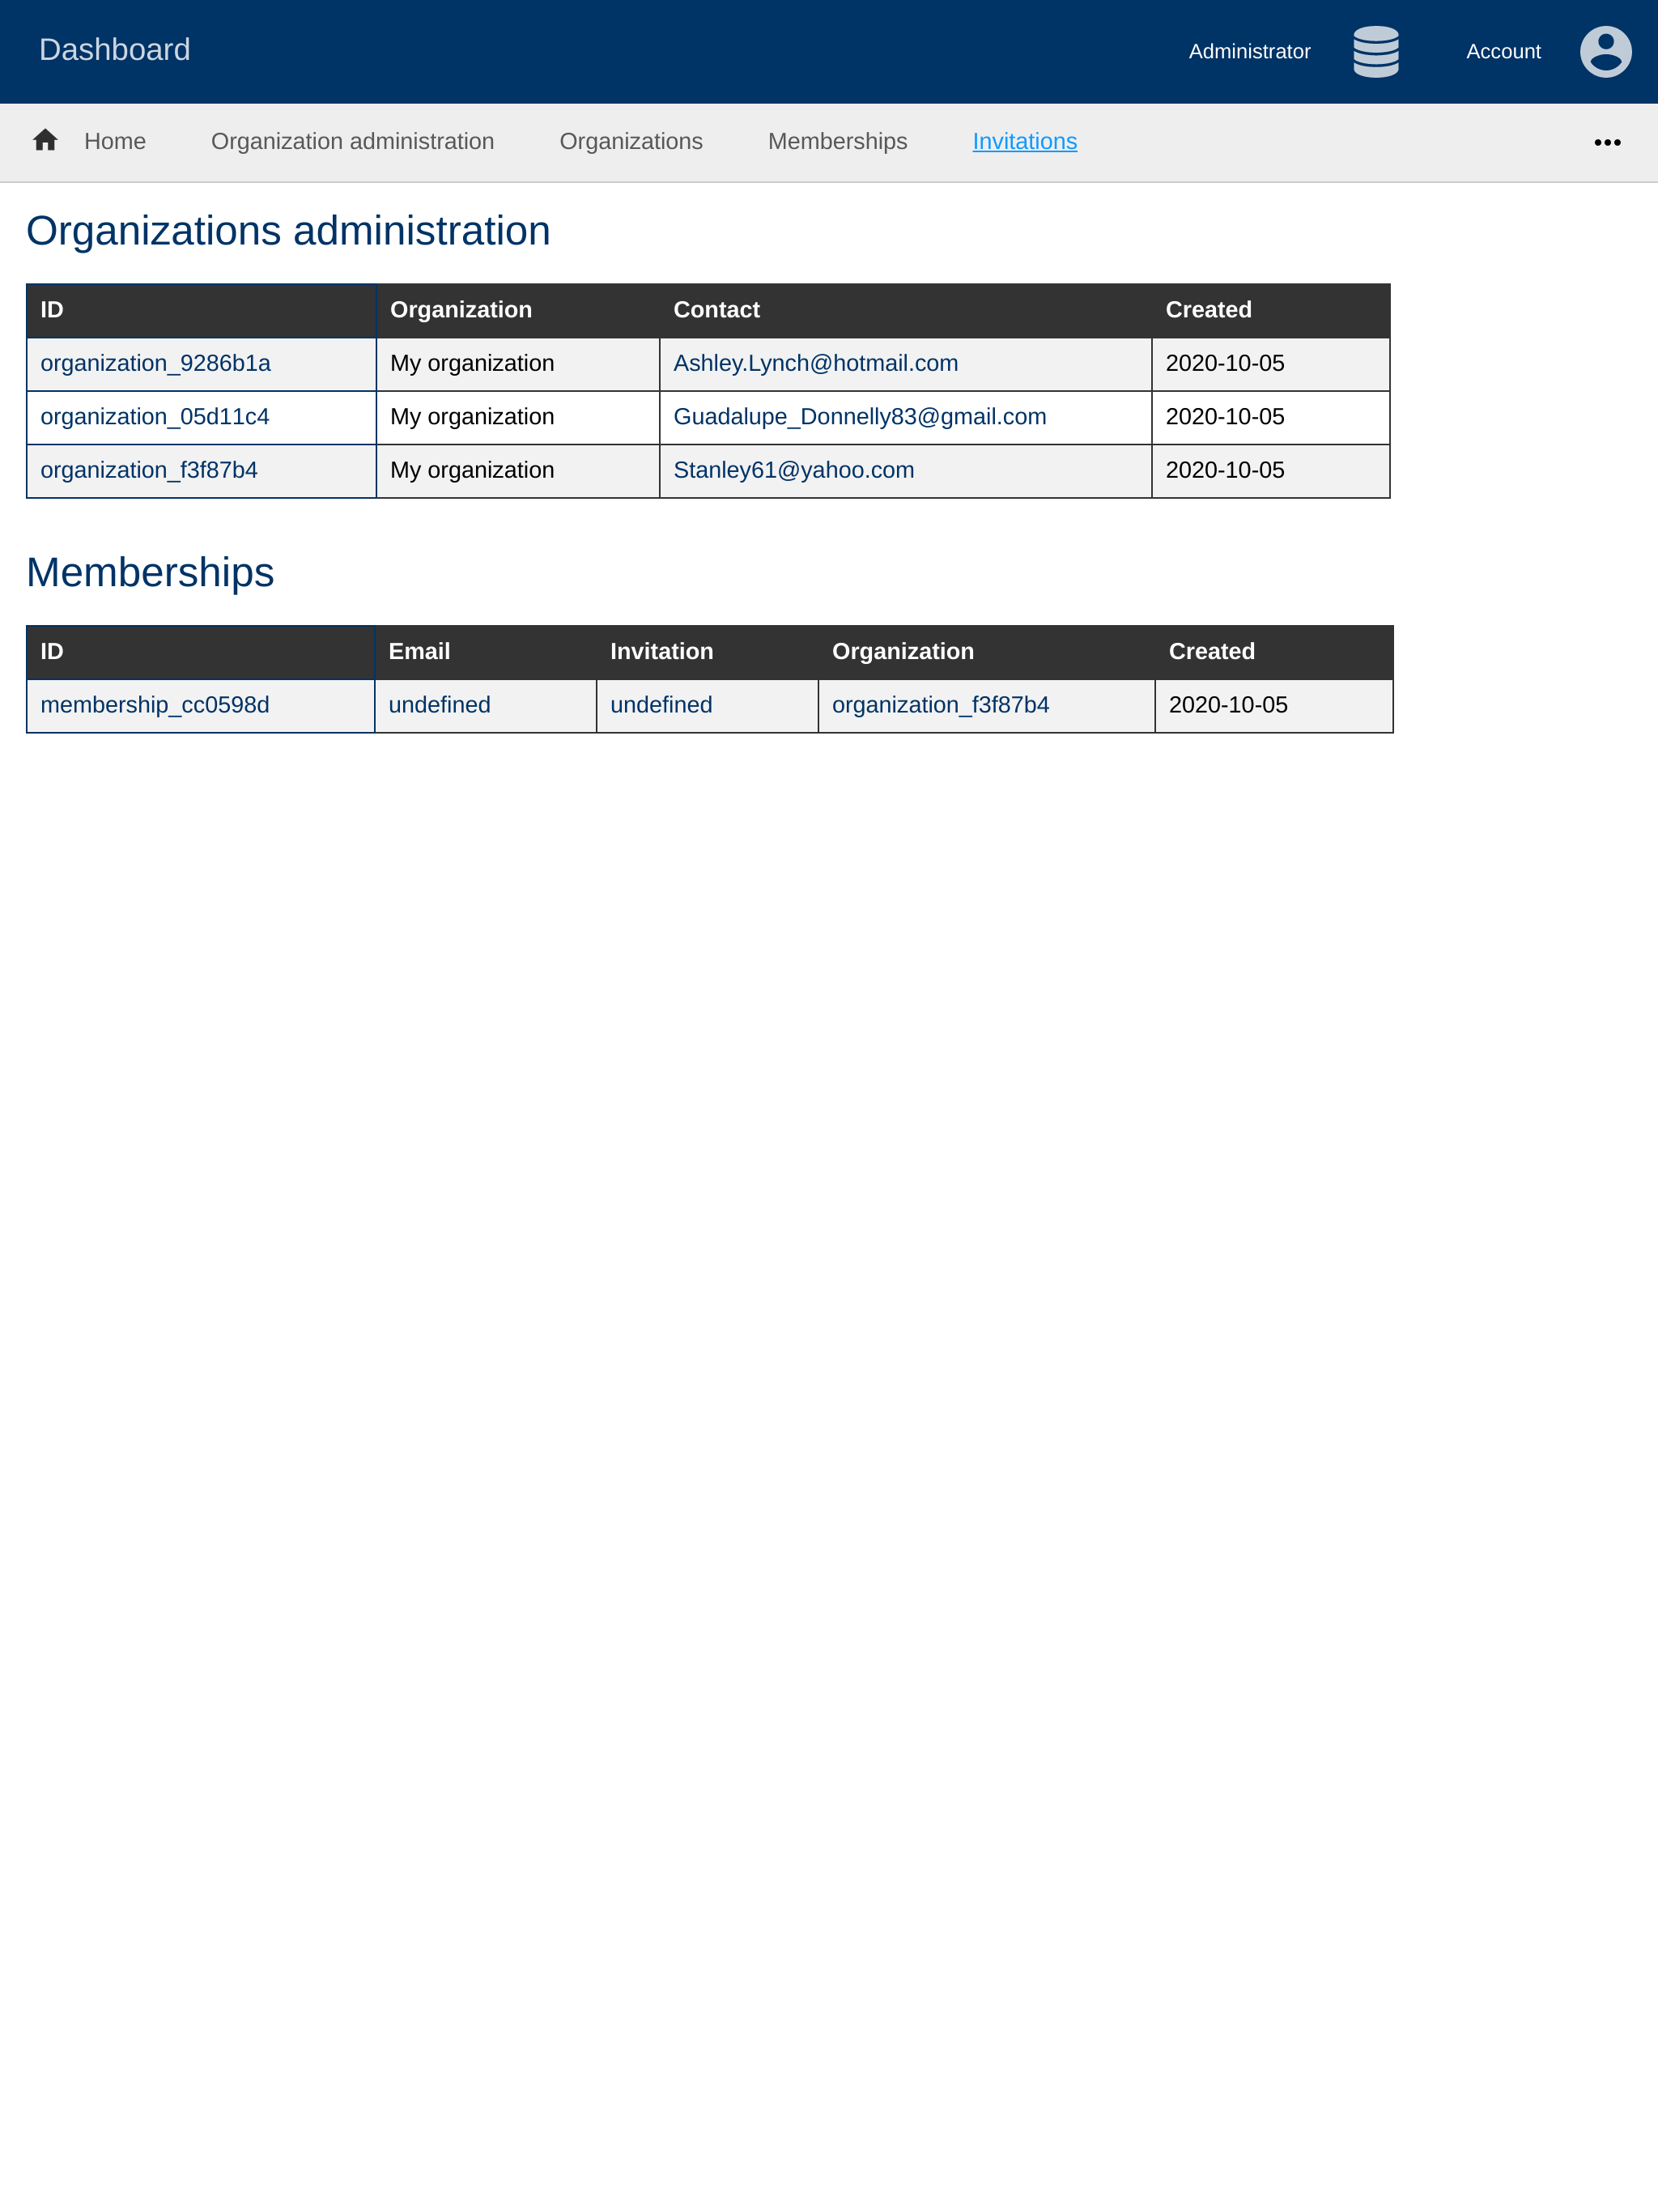 Dashboard Administrator Account
Home Organization administration Organizations Memberships Invitations
Organizations administration
ID Organization Contact Created
organization_9286b1a My organization Ashley.Lynch@hotmail.com 2020-10-05
organization_05d11c4 My organization Guadalupe_Donnelly83@gmail.com 2020-10-05
organization_f3f87b4 My organization Stanley61@yahoo.com 2020-10-05
Memberships
ID Email Invitation Organization Created
membership_cc0598d undefined undefined organization_f3f87b4 2020-10-05